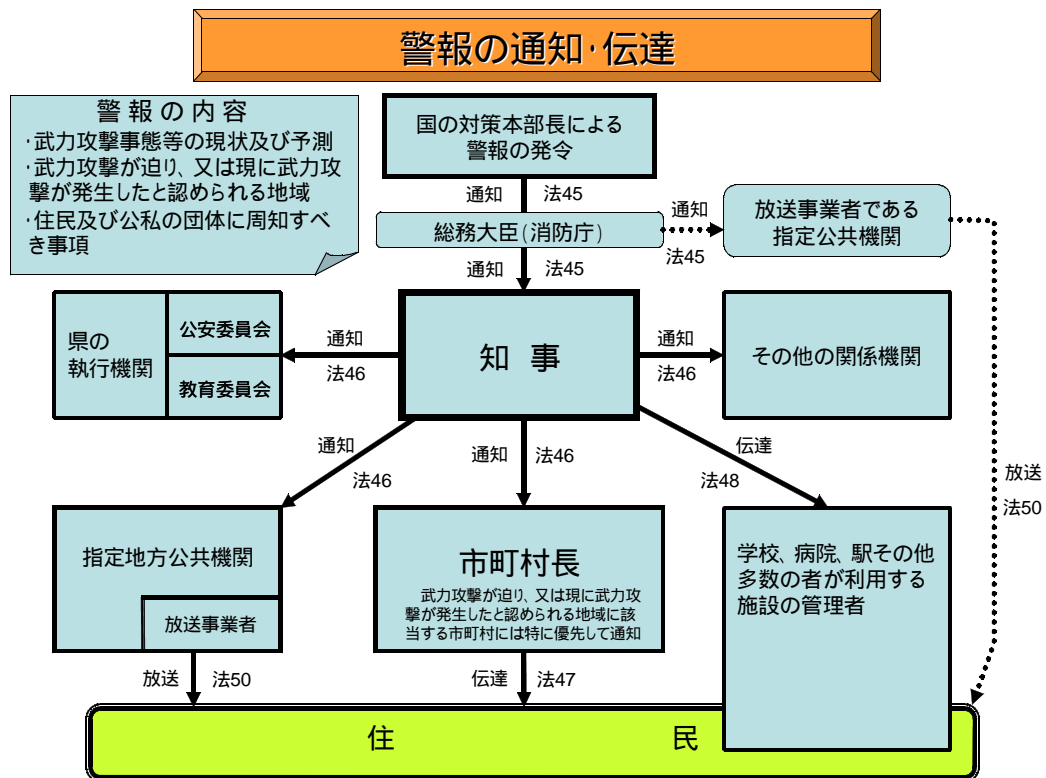 警報の通知·伝達
警報の内容
·武力攻撃事態等の現状及び予測
·武力攻撃が迫り、又は現に武力攻
撃が発生したと認められる地域
·住民及び公私の団体に周知すべ
き事項
国の対策本部長による
警報の発令
通知 法45
総務大臣(消防庁)
通知
法45
放送事業者である
指定公共機関
通知 法45
県の
執行機関
公安委員会
教育委員会
通知
法46
知 事
通知
法46
その他の関係機関
通知
法46
通知 法46
伝達
法48
放送
法50
指定地方公共機関
放送事業者
市町村長
武力攻撃が迫り、又は現に武力攻
撃が発生したと認められる地域に該
当する市町村には特に優先して通知
学校、病院、駅その他
多数の者が利用する
施設の管理者
放送 法50
伝達 法47
住 民